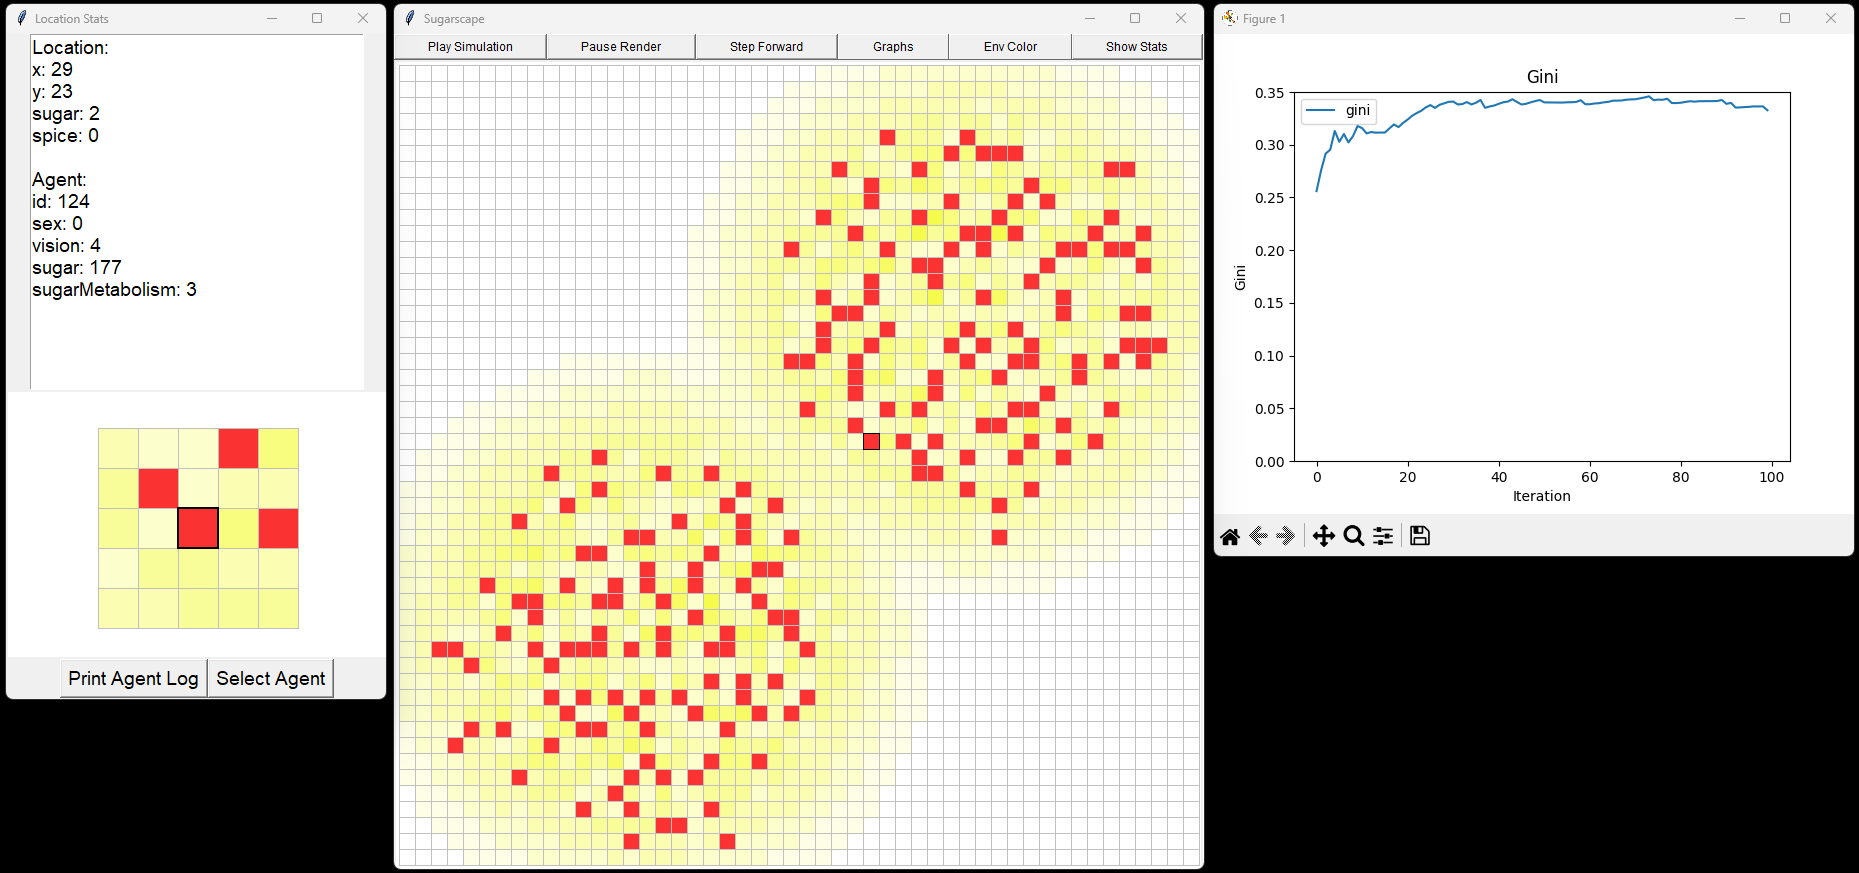 Location Stats
Location:
x: 29
y: 23
sugar: 2
spice: 0
Agent:
id: 124
sex: 0
vision: 4
sugar: 177
sugarMetabolism: 3
Print Agent Log
Select Agent
Sugarscape
Play Simulation
Pause Render
Step Forward
Graphs
Env Color
Show Stats
Figure 1
Gini
gini
0.35
0.30
0.25
0.20
0.15
0.10
0.05
0.00
Gini
0 20 40 60 80 100
Iteration